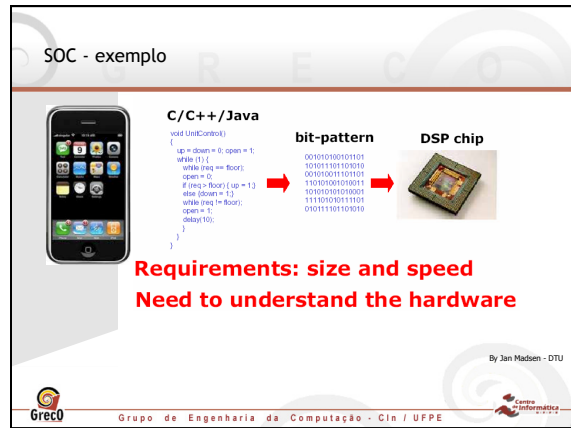 SOC - exemplo
G R E C O
C/C++/Java
void UnitControl()
{
up = down = 0; open = 1;
while (1) {
while (req == floor);
open = 0;
if (req > floor) { up = 1;}
else {down = 1;}
while (req != floor);
open = 1;
delay(10);
}
}
}
bit-pattern
001010100101101
101011101101010
001010011101101
110101001010011
101010101010001
111101010111101
010111101101010
DSP chip
Requirements: size and speed
Need to understand the hardware
By Jan Madsen - DTU
GrecO
Grupo de Engenharia da Computação - CIn / UFPE
Centro
de Informática
UFPE